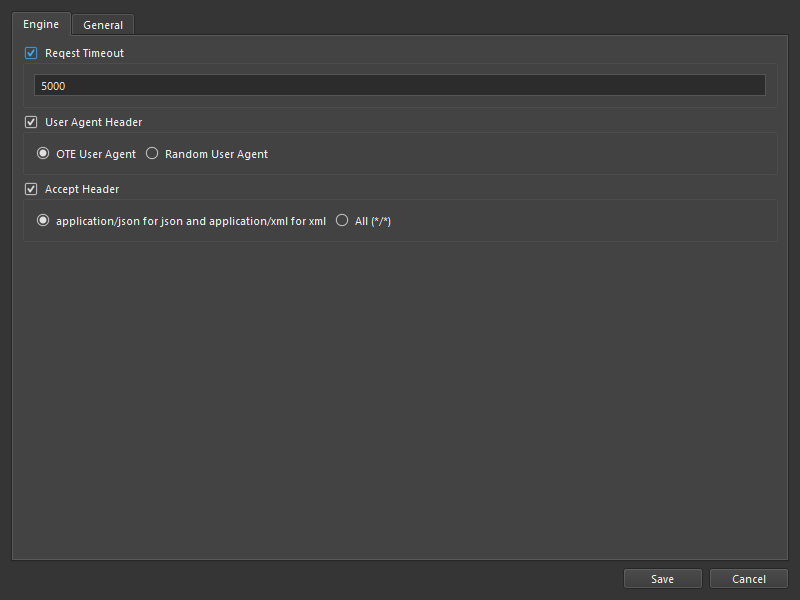 Engine General
Reqest Timeout
5000
User Agent Header
OTE User Agent Random User Agent
Accept Header
application/json for json and application/xml for xml All (*/*)
Save Cancel